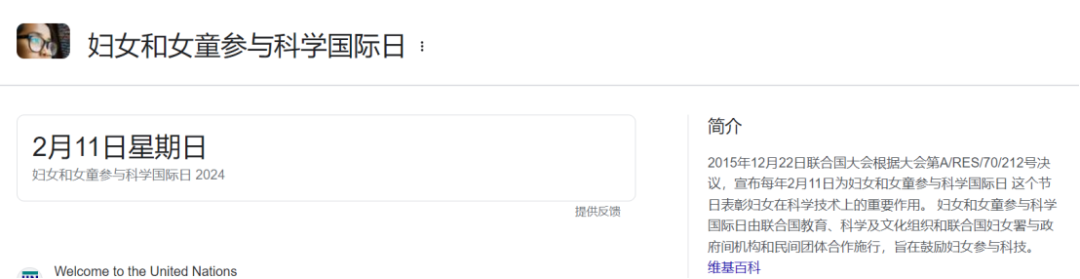 妇女和女童参与科学国际日
2月11日星期日
妇女和女童参与科学国际日 2024
提供反馈
Welcome to the United Nations
简介
2015年12月22日联合国大会根据大会第A/RES/70/212号决
议，宣布每年2月11日为妇女和女童参与科学国际日 这个节
日表彰妇女在科学技术上的重要作用。 妇女和女童参与科学
国际日由联合国教育、科学及文化组织和联合国妇女署与政
府间机构和民间团体合作施行，旨在鼓励妇女参与科技。
维基百科